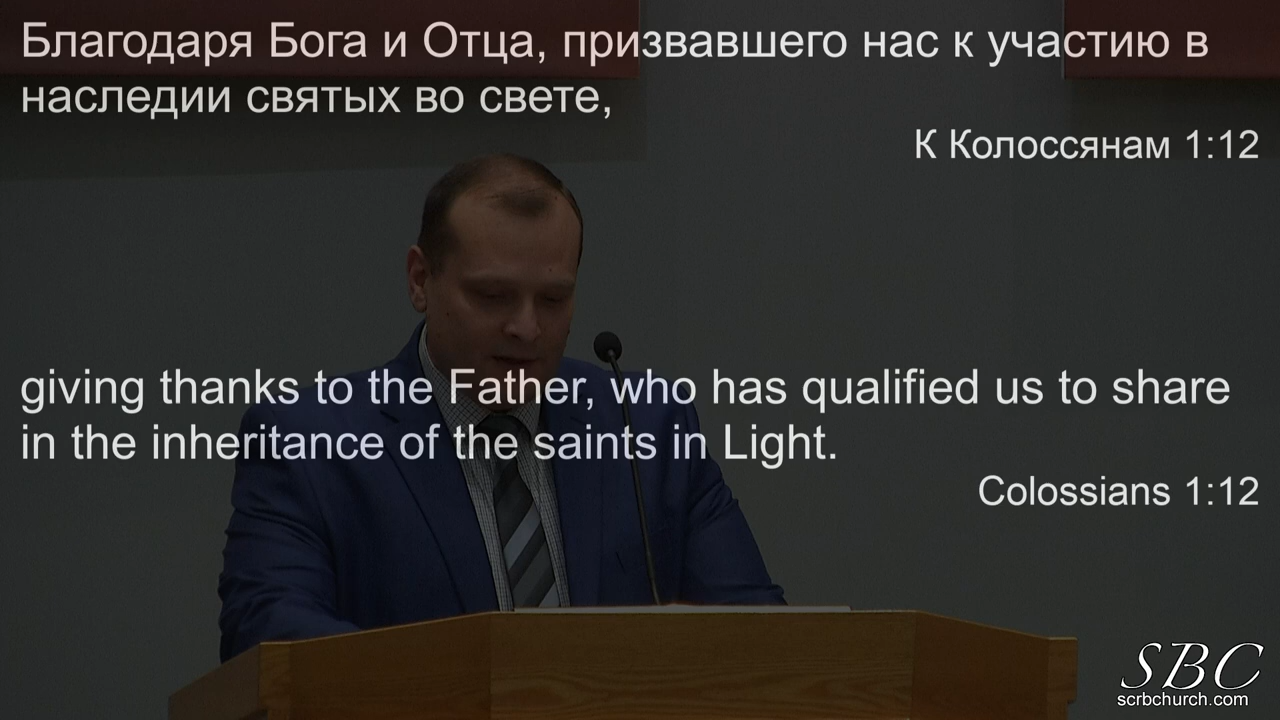 Благодаря Бога и Отца, призвавшего нас к участию в
наследии святых во свете,
К Колоссянам 1:12
giving thanks to the Father, who has qualified us to share
in the inheritance of the saints in Light.
Colossians 1:12
SBC
scrbchurch.com